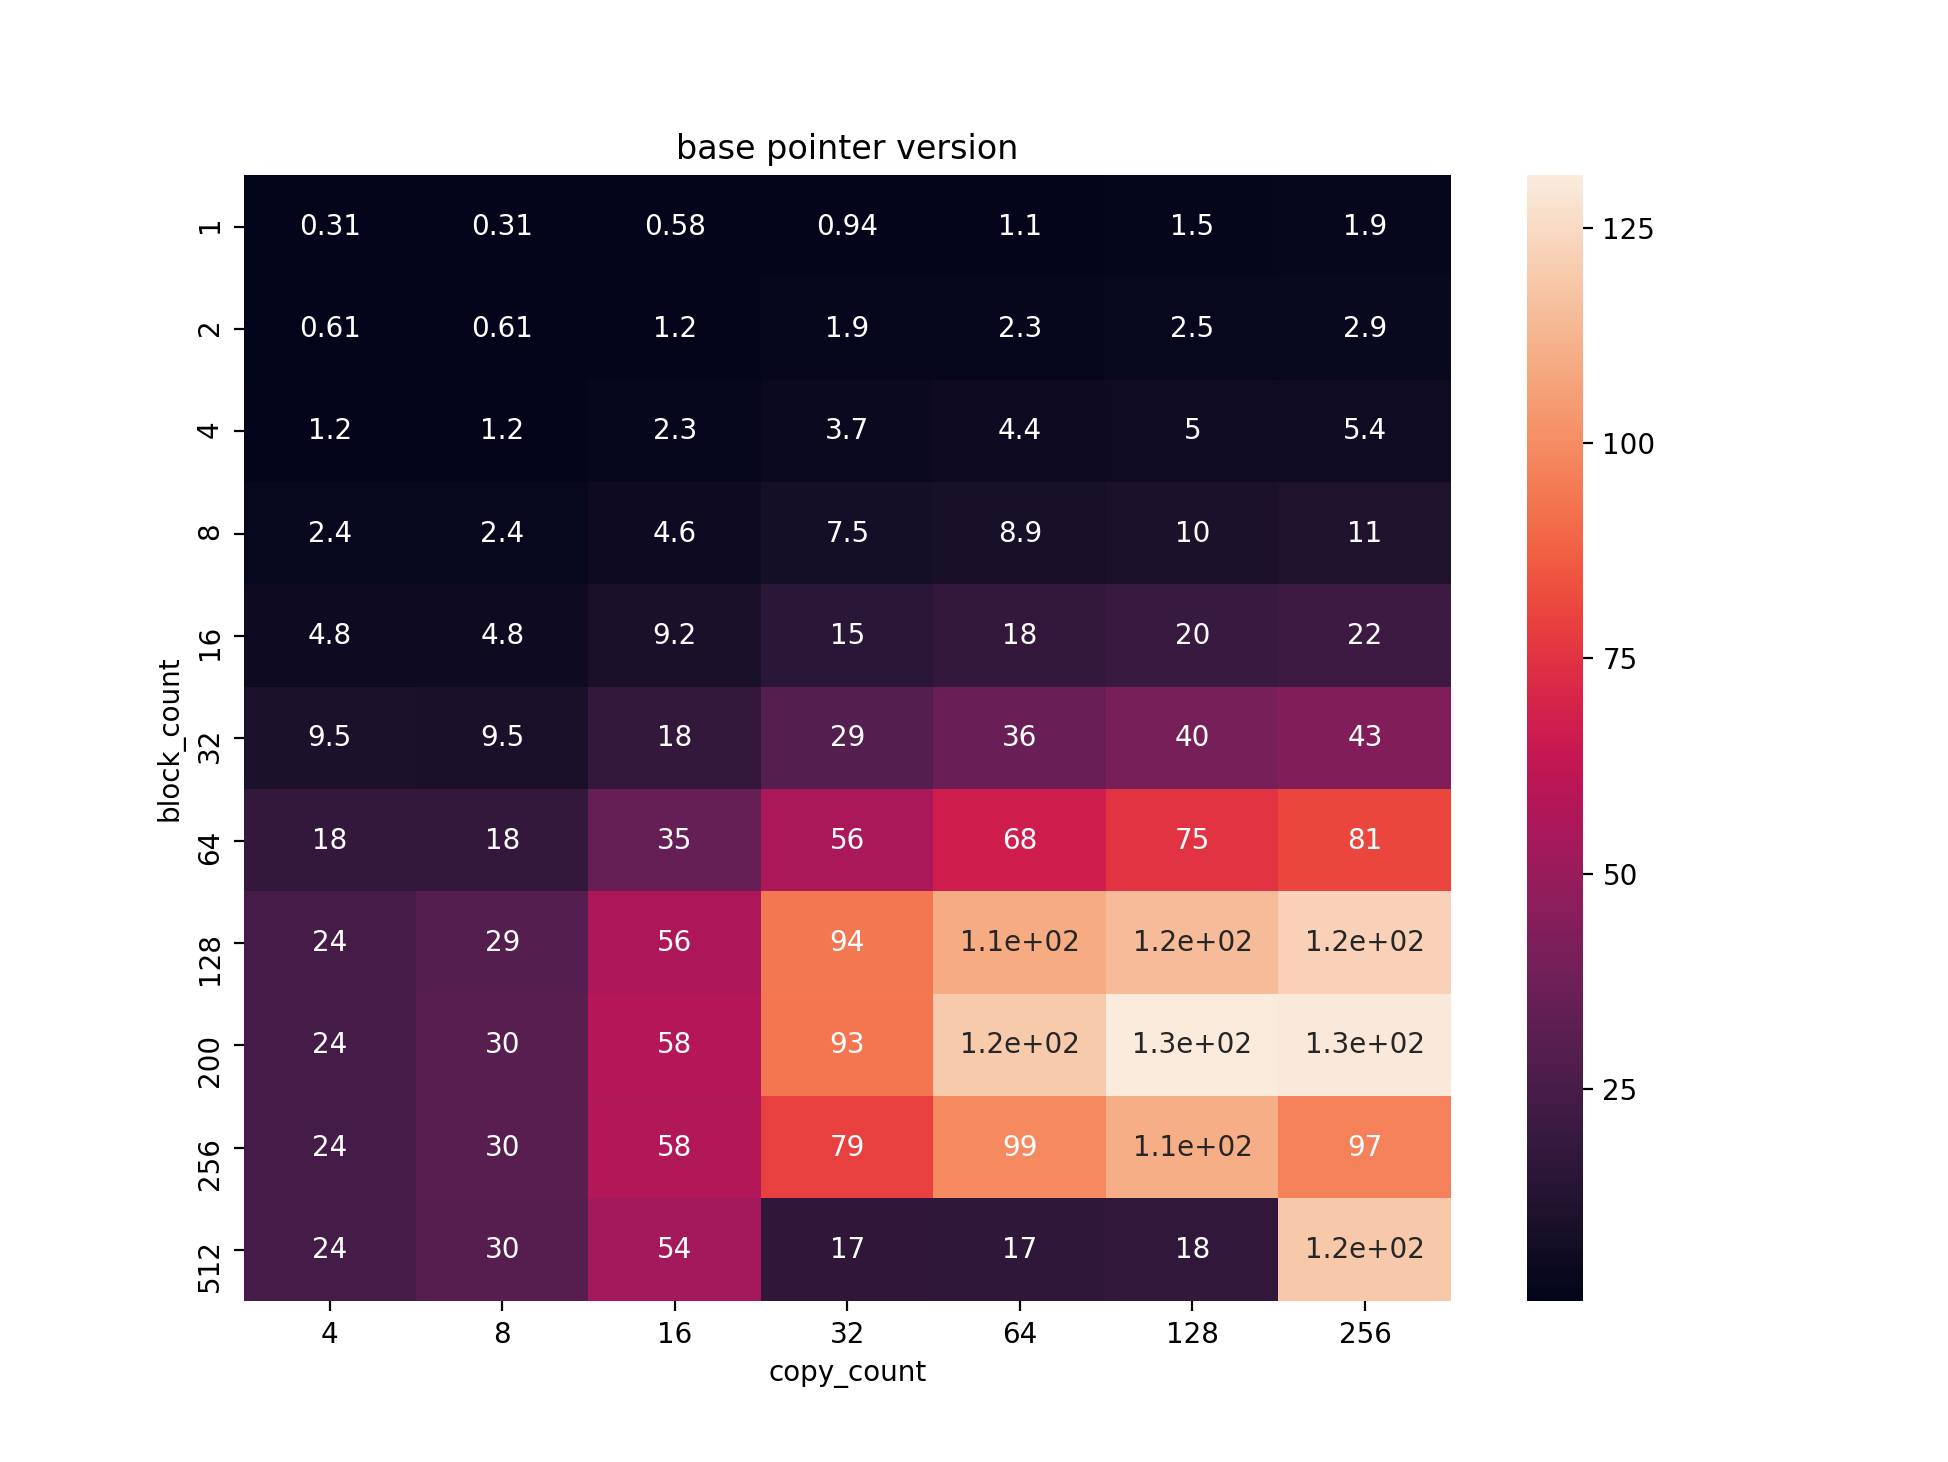 base pointer version
1 0.31 0.31 0.58 0.94 1.1 1.5 1.9
2 0.61 0.61 1.2 1.9 2.3 2.5 2.9
4 1.2 1.2 2.3 3.7 4.4 5 5.4
8 2.4 2.4 4.6 7.5 8.9 10 11
16 4.8 4.8 9.2 15 18 20 22
32 9.5 9.5 18 29 36 40 43
64 18 18 35 56 68 75 81
128 24 29 56 94 1.1e+02 1.2e+02 1.2e+02
200 24 30 58 93 1.2e+02 1.3e+02 1.3e+02
256 24 30 58 79 99 1.1e+02 97
512 24 30 54 17 17 18 1.2e+02
block_count
4 8 16 32 64 128 256
copy_count
125
100
75
50
25